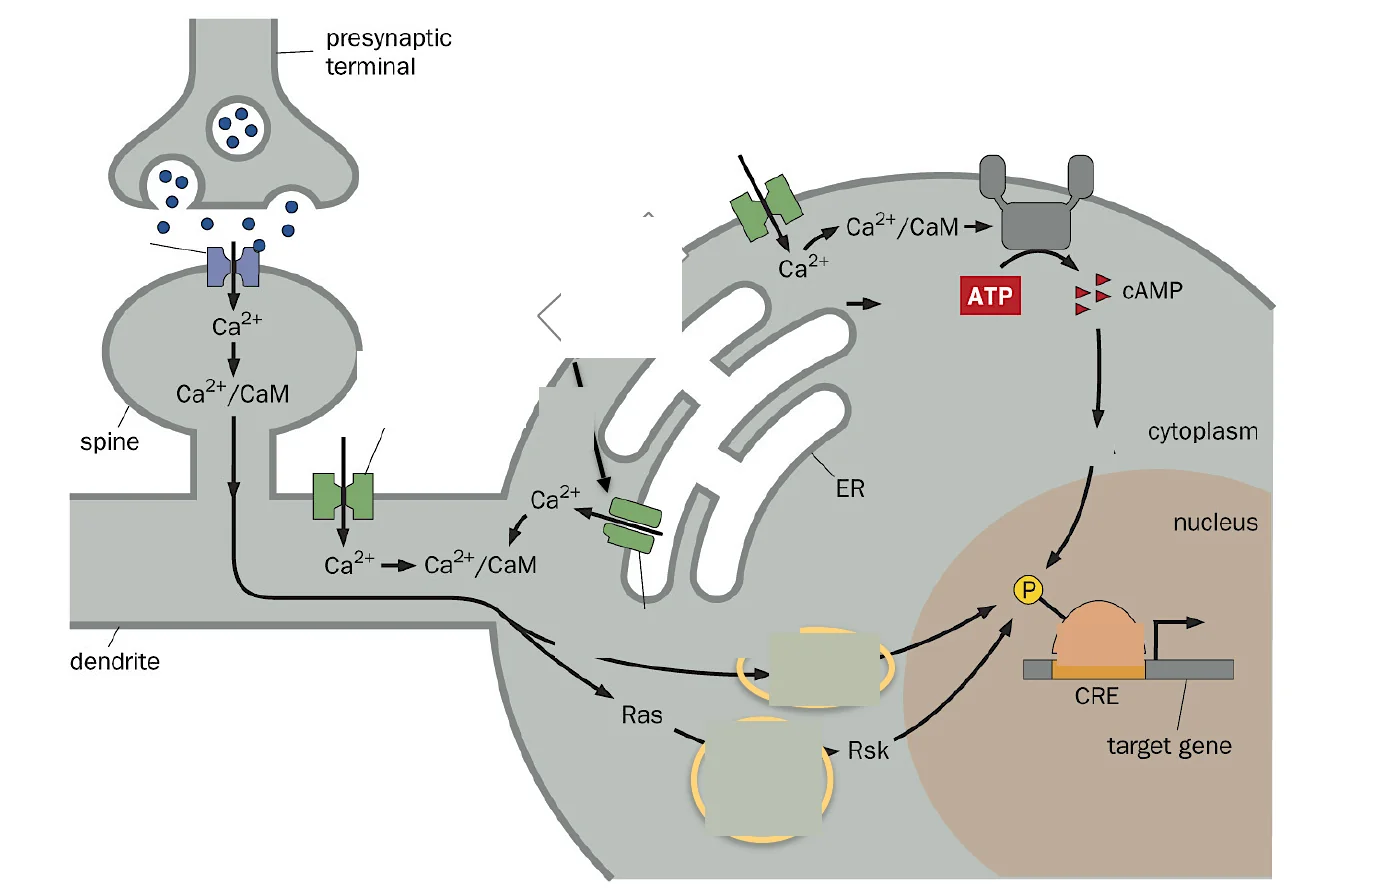 presynaptic
terminal
Ca²⁺
Ca²⁺/CaM
spine
Ca²⁺ → Ca²⁺/CaM
dendrite
Ca²⁺
Ca²⁺
Ca²⁺/CaM
ATP
cAMP
cytoplasm
ER
nucleus
P
CRE
target gene
Ras
Rsk